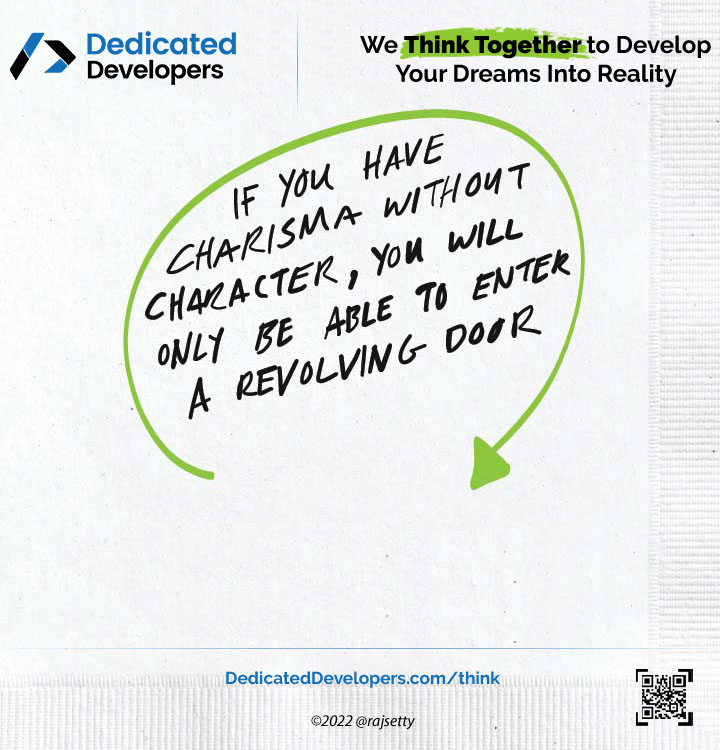 Dedicated
Developers
We Think Together to Develop
Your Dreams Into Reality
IF YOU HAVE
CHARISMA WITHOUT
CHARACTER, YOU WILL
ONLY BE ABLE TO ENTER
A REVOLVING DOOR
DedicatedDevelopers.com/think
©2022 @rajsetty